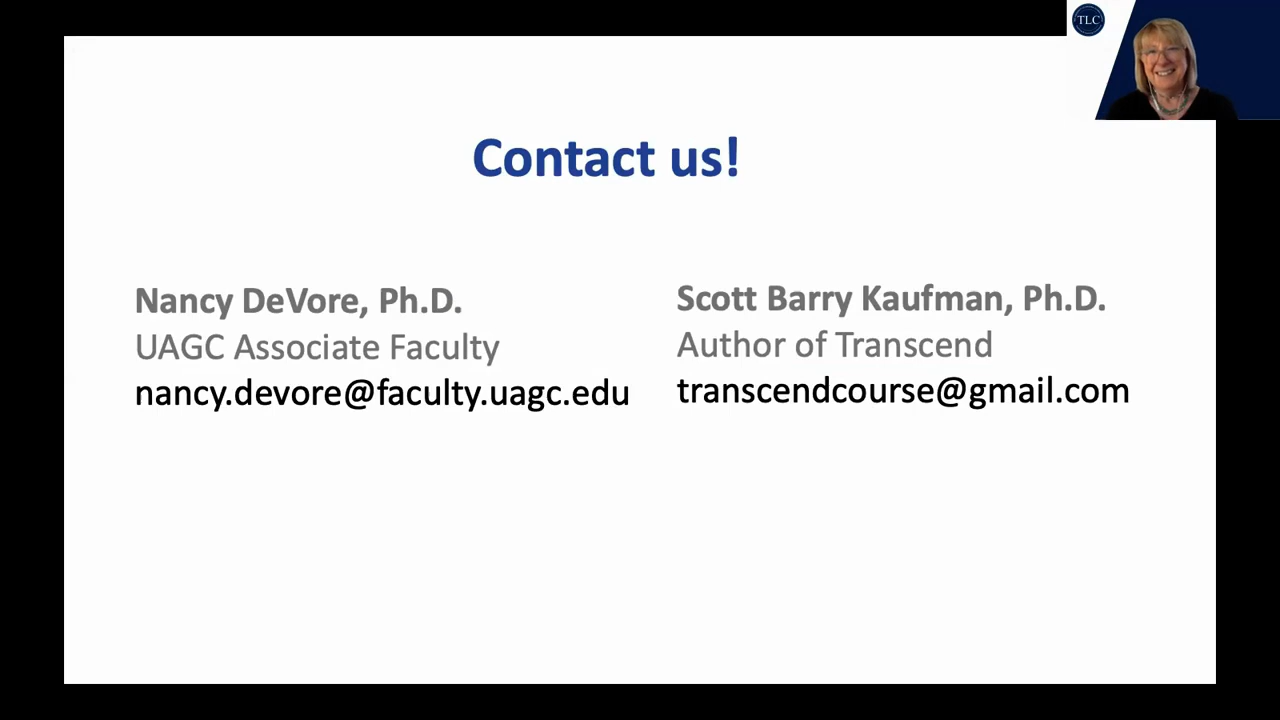 TLC
Contact us!
Nancy DeVore, Ph.D.
UAGC Associate Faculty
nancy.devore@faculty.uagc.edu
Scott Barry Kaufman, Ph.D.
Author of Transcend
transcendcourse@gmail.com